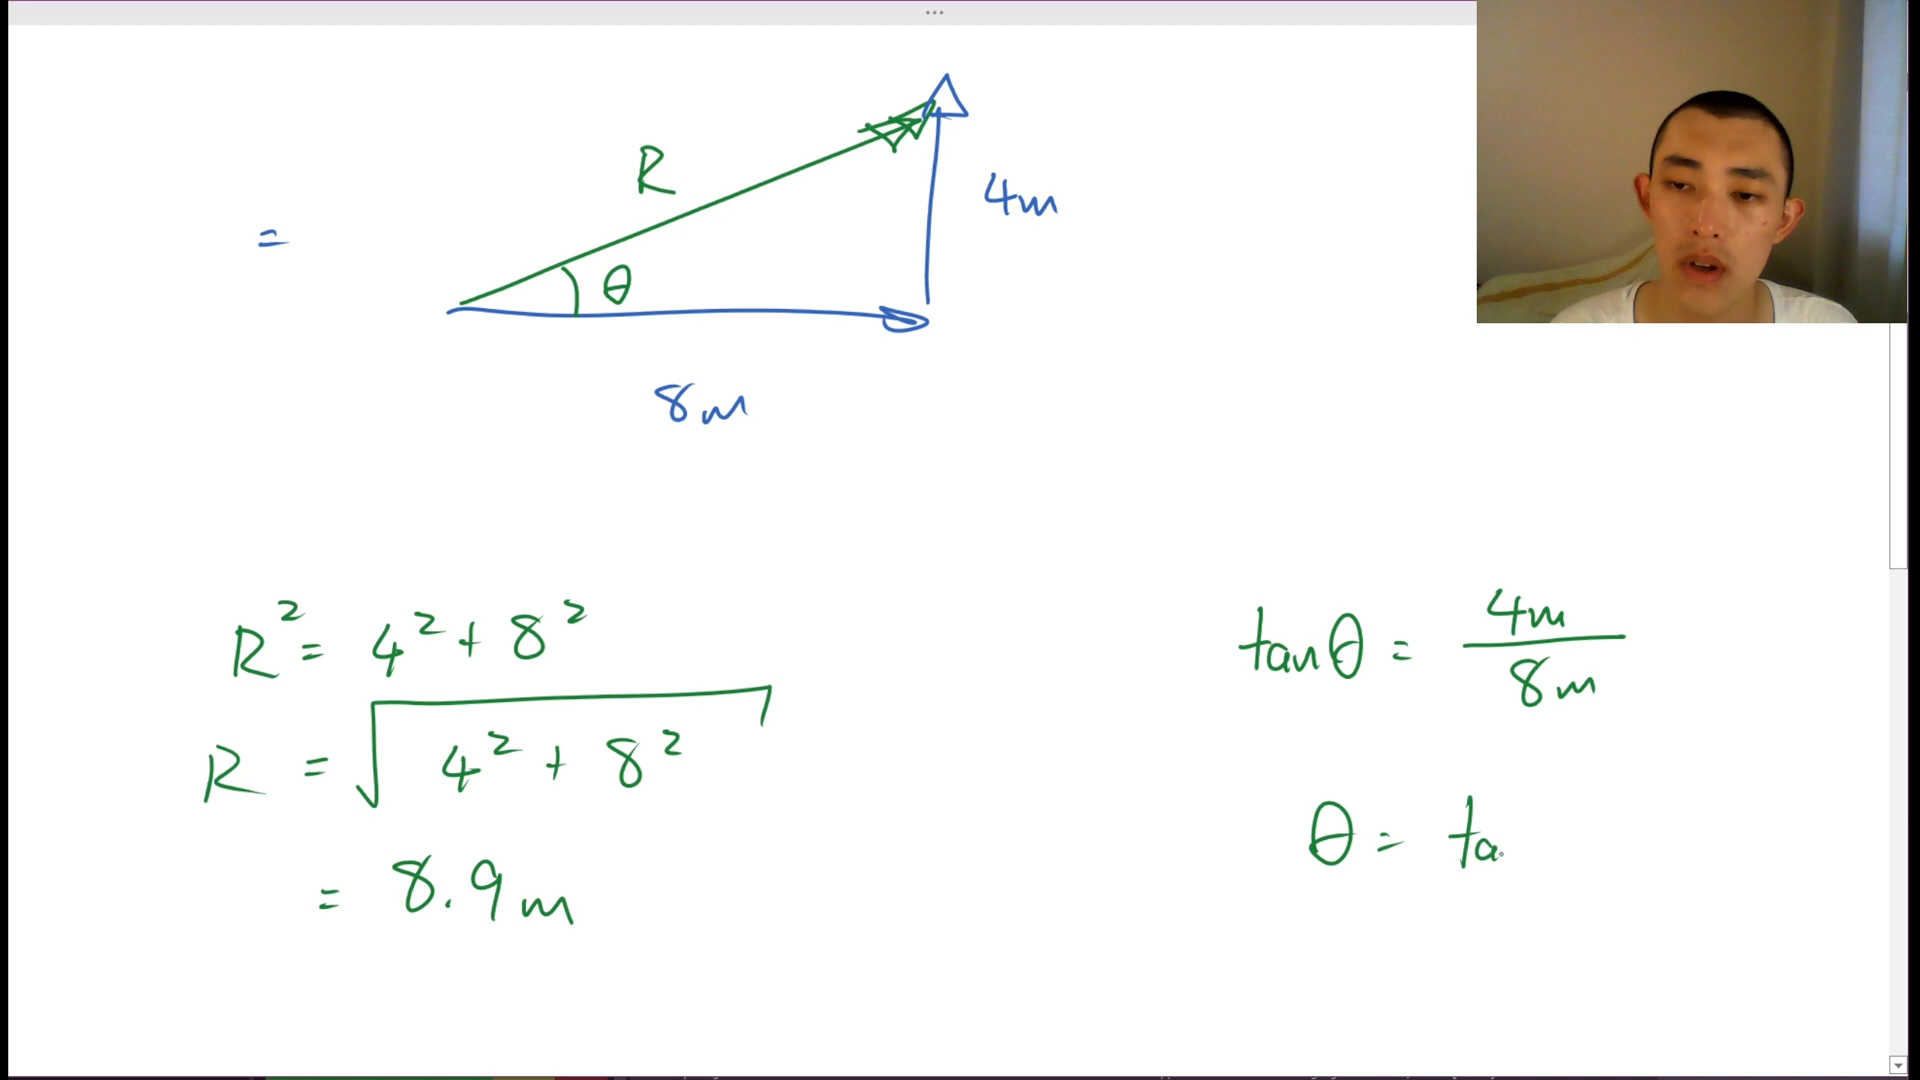 R
4m
=
θ
8m
R² = 4² + 8²
R = √4² + 8²
= 8.9m
tanθ = 4m/8m
θ = ta